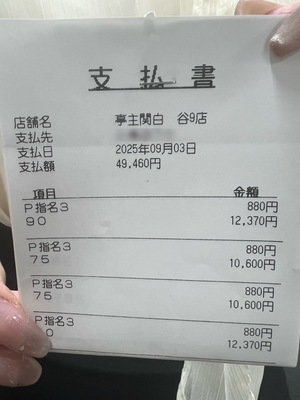 支払書
店舗名 亭主関白 谷9店
支払先
支払日 2025年09月03日
支払額 49,460円
項目 金額
P指名3 880円
90 12,370円
P指名3 880円
75 10,600円
P指名3 880円
75 10,600円
P指名3 880円
0 12,370円